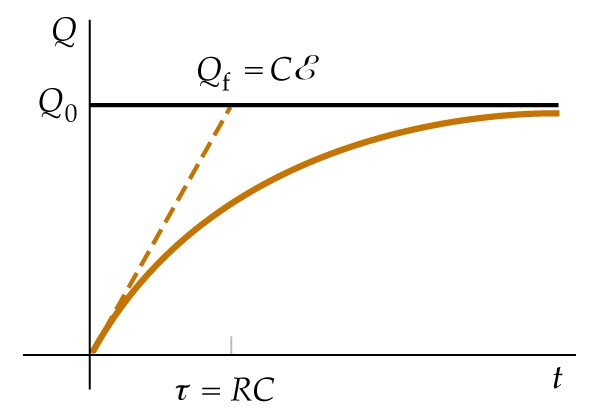 Q
Q_f = Cℰ
Q_0
t
τ = RC